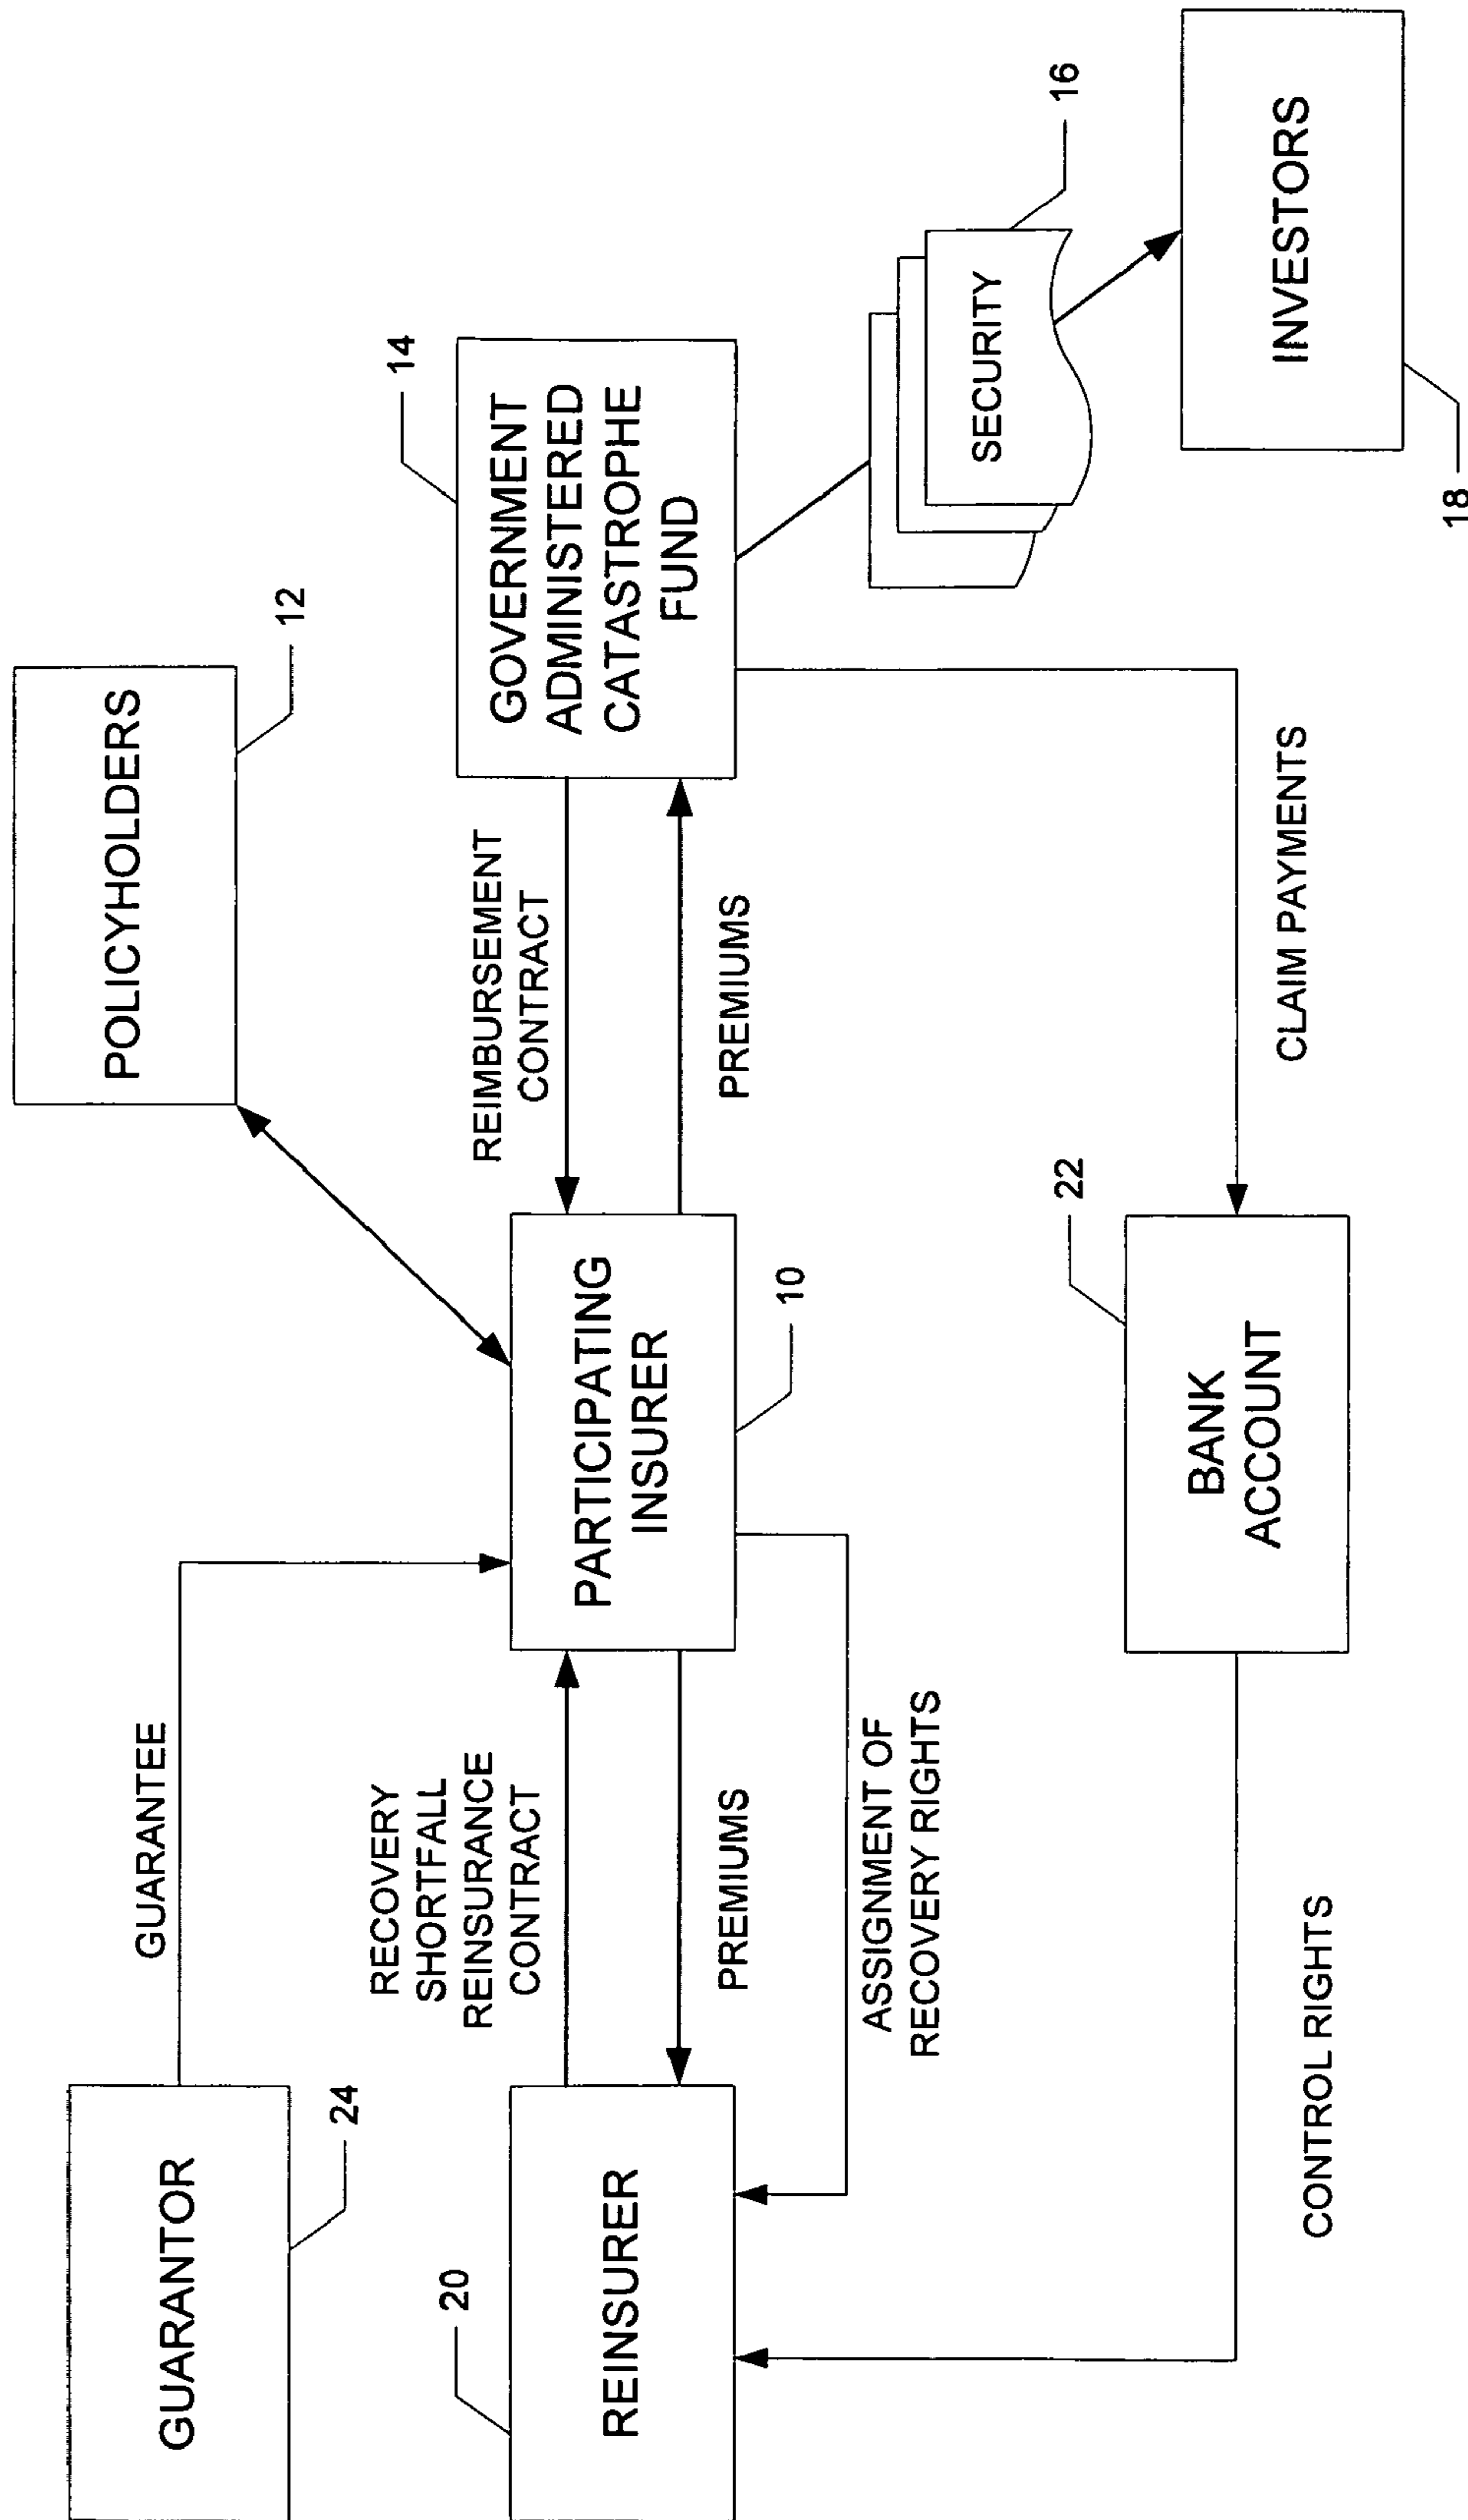 POLICYHOLDERS
12
GUARANTOR
24
GUARANTEE
14
GOVERNMENT
ADMINISTERED
CATASTROPHE
FUND
REIMBURSEMENT
CONTRACT
PREMIUMS
PARTICIPATING
INSURER
10
RECOVERY
SHORTFALL
REINSURANCE
CONTRACT
PREMIUMS
20
REINSURER
ASSIGNMENT OF
RECOVERY RIGHTS
16
SECURITY
22
BANK
ACCOUNT
CLAIM PAYMENTS
CONTROL RIGHTS
INVESTORS
18